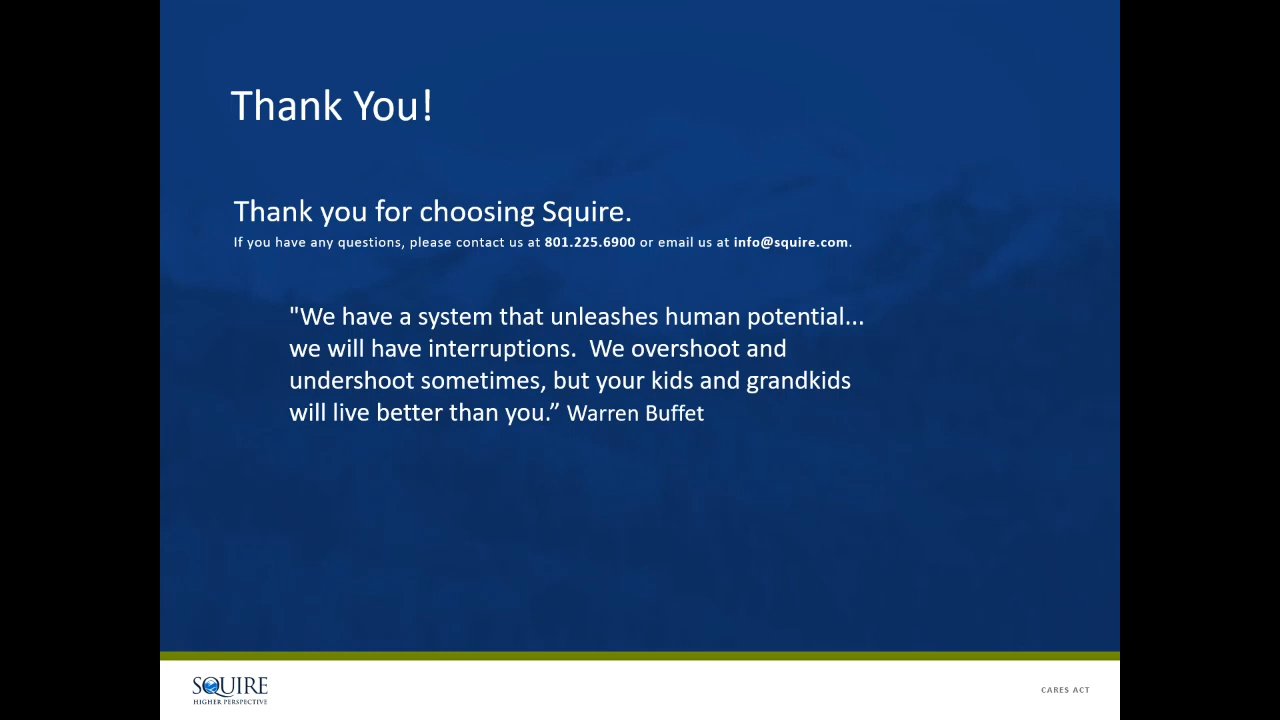 Thank You!
Thank you for choosing Squire.
If you have any questions, please contact us at 801.225.6900 or email us at info@squire.com.
"We have a system that unleashes human potential...
we will have interruptions.  We overshoot and
undershoot sometimes, but your kids and grandkids
will live better than you.” Warren Buffet
SQUIRE
HIGHER PERSPECTIVE
CARES ACT